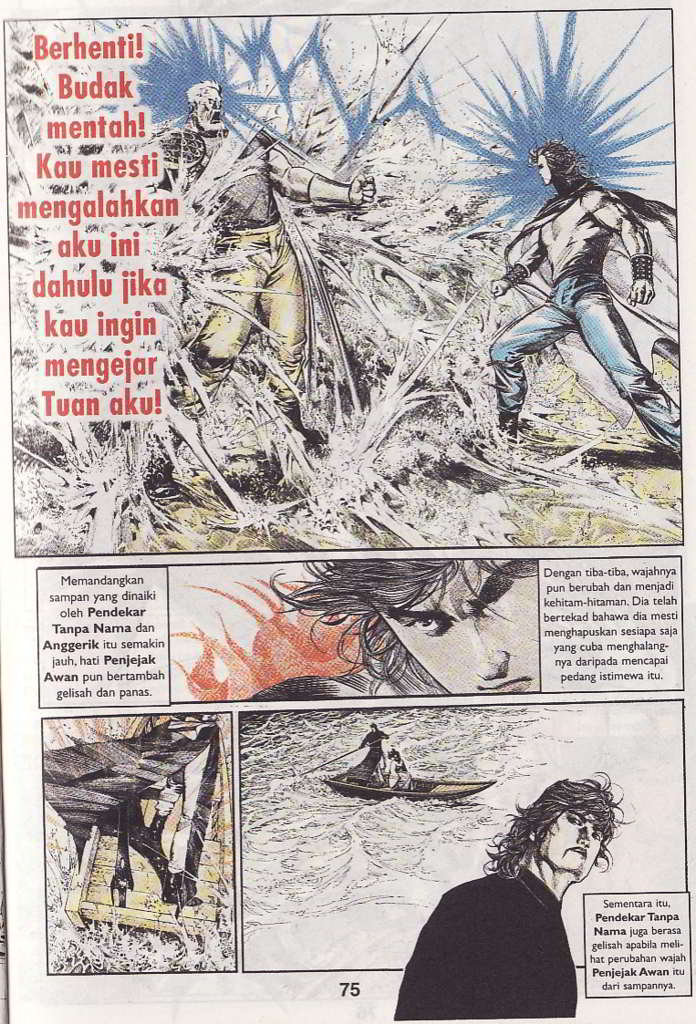 Berhenti!
Budak
mentah!
Kau mesti
mengalahkan
aku ini
dahulu jika
kau ingin
mengejar
Tuan aku!
Memandangkan
sampan yang dinaiki
oleh Pendekar
Tanpa Nama dan
Anggerik itu semakin
jauh, hati Penjejak
Awan pun bertambah
gelisah dan panas.
Dengan tiba-tiba, wajahnya
pun berubah dan menjadi
kehitam-hitaman. Dia telah
bertekad bahawa dia mesti
menghapuskan sesiapa saja
yang cuba menghalang-
nya daripada mencapai
pedang istimewa itu.
Sementara itu,
Pendekar Tanpa
Nama juga berasa
gelisah apabila meli-
hat perubahan wajah
Penjejak Awan itu
dari sampannya.
75